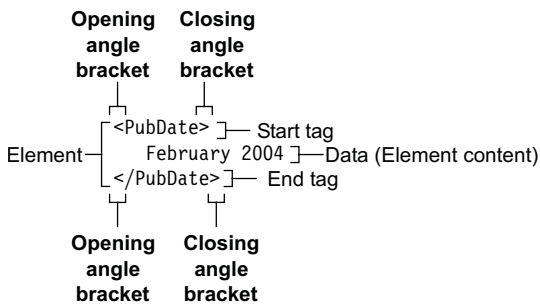 Opening Closing
angle angle
bracket bracket
<PubDate> Start tag
Element February 2004 Data (Element content)
</PubDate> End tag
Opening Closing
angle angle
bracket bracket